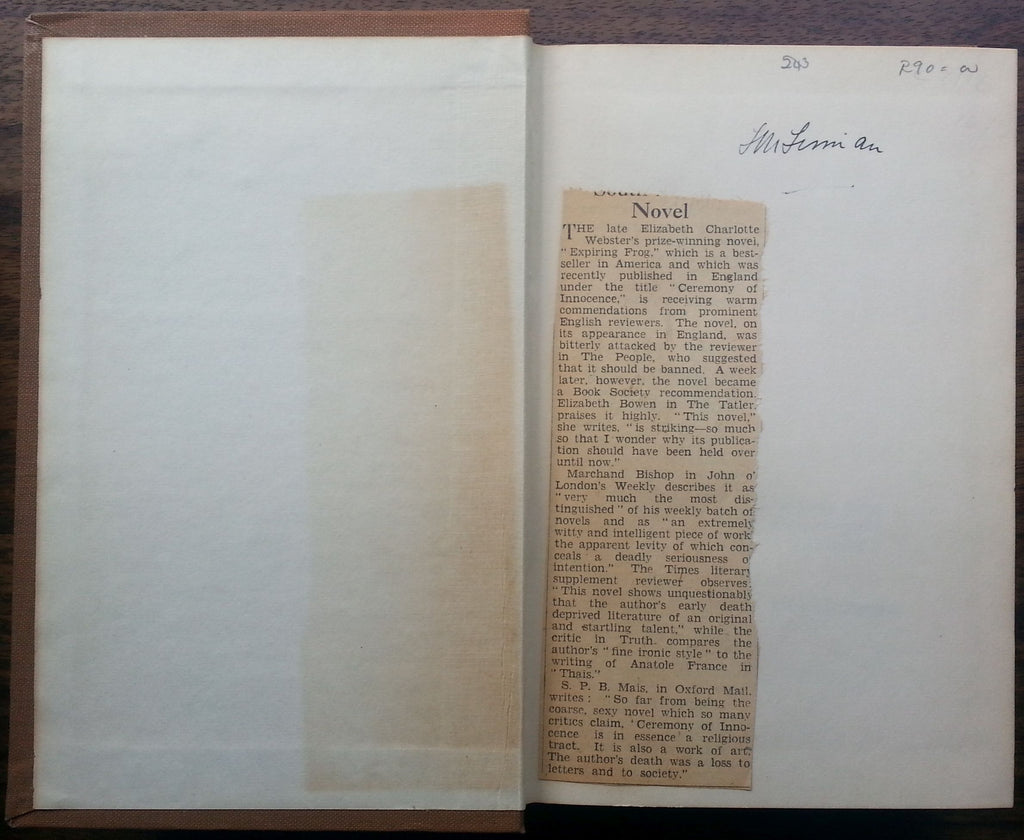 243
R90=00
Novel
THE late Elizabeth Charlotte
Webster's prize-winning novel,
"Expiring Frog," which is a best-
seller in America and which was
recently published in England
under the title "Ceremony of
Innocence," is receiving warm
commendations from prominent
English reviewers. The novel, on
its appearance in England, was
bitterly attacked by the reviewer
in The People, who suggested
that it should be banned. A week
later, however, the novel became
a Book Society recommendation.
Elizabeth Bowen in The Tatler,
praises it highly. "This novel,"
she writes, "is striking—so much
so that I wonder why its publica-
tion should have been held over
until now."
Marchand Bishop in John o'
London's Weekly describes it as
"very much the most dis-
tinguished" of his weekly batch of
novels and as "an extremely
witty and intelligent piece of work
the apparent levity of which con-
ceals a deadly seriousness o
intention." The Times literary
supplement reviewer observes:
"This novel shows unquestionably
that the author's early death
deprived literature of an original
and startling talent," while the
critic in Truth compares the
author's "fine ironic style" to the
writing of Anatole France in
"Thais."
S. P. B. Mais, in Oxford Mail,
writes: "So far from being the
coarse, sexy novel which so many
critics claim, 'Ceremony of Inno-
cence is in essence a religious
tract. It is also a work of art.
The author's death was a loss to
letters and to society."